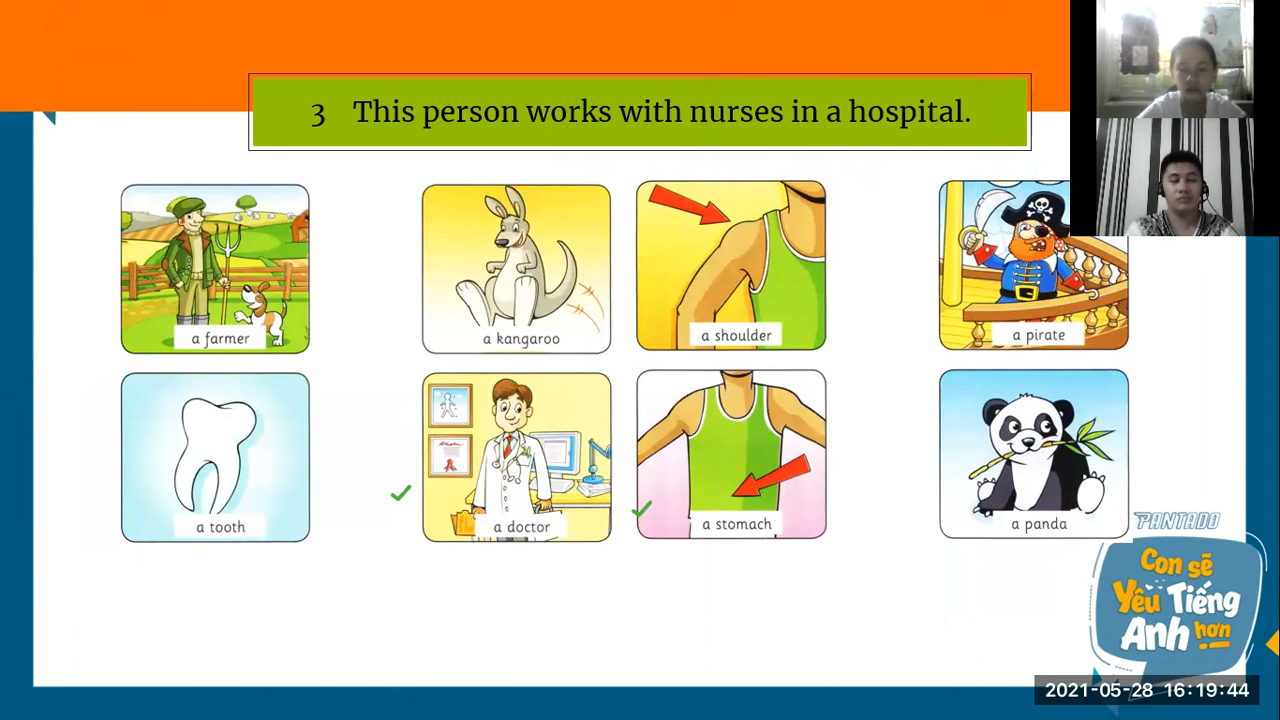 3 This person works with nurses in a hospital.
a farmer
a kangaroo
a shoulder
a pirate
a tooth
a doctor
a stomach
a panda
PANTADO
Con sẽ
Yêu Tiếng
Anh hơn
2021-05-28 16:19:44